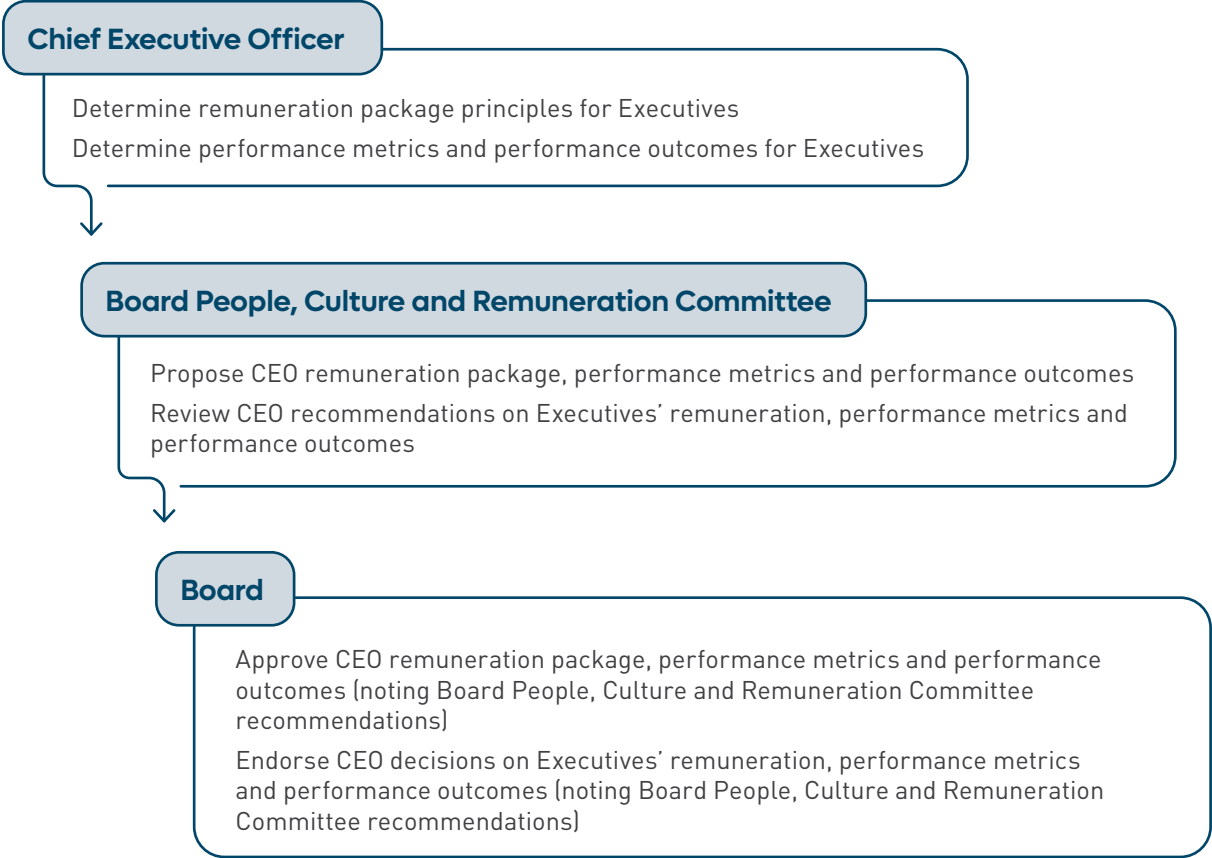 Chief Executive Officer
Determine remuneration package principles for Executives
Determine performance metrics and performance outcomes for Executives
Board People, Culture and Remuneration Committee
Propose CEO remuneration package, performance metrics and performance outcomes
Review CEO recommendations on Executives’ remuneration, performance metrics and
performance outcomes
Board
Approve CEO remuneration package, performance metrics and performance
outcomes (noting Board People, Culture and Remuneration Committee
recommendations)
Endorse CEO decisions on Executives’ remuneration, performance metrics
and performance outcomes (noting Board People, Culture and Remuneration
Committee recommendations)